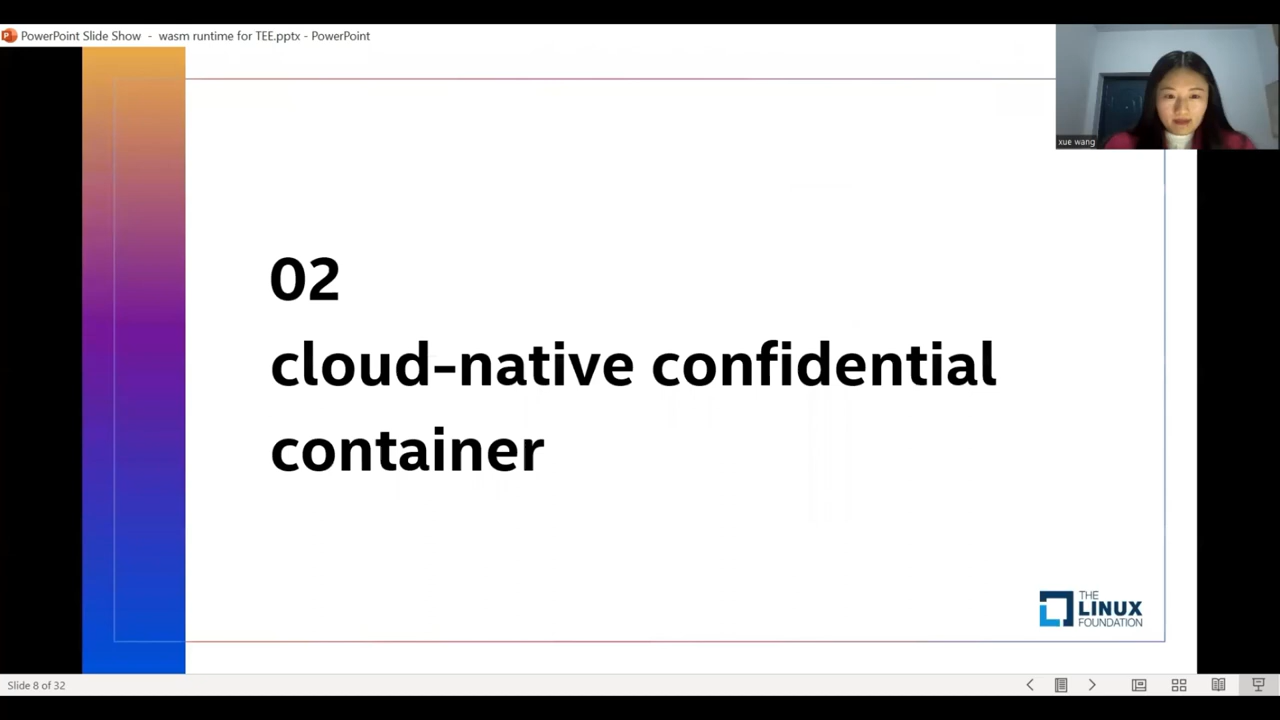 PowerPoint Slide Show - wasm runtime for TEE.pptx - PowerPoint
xue wang
02
cloud-native confidential
container
THE
LINUX
FOUNDATION
Slide 8 of 32